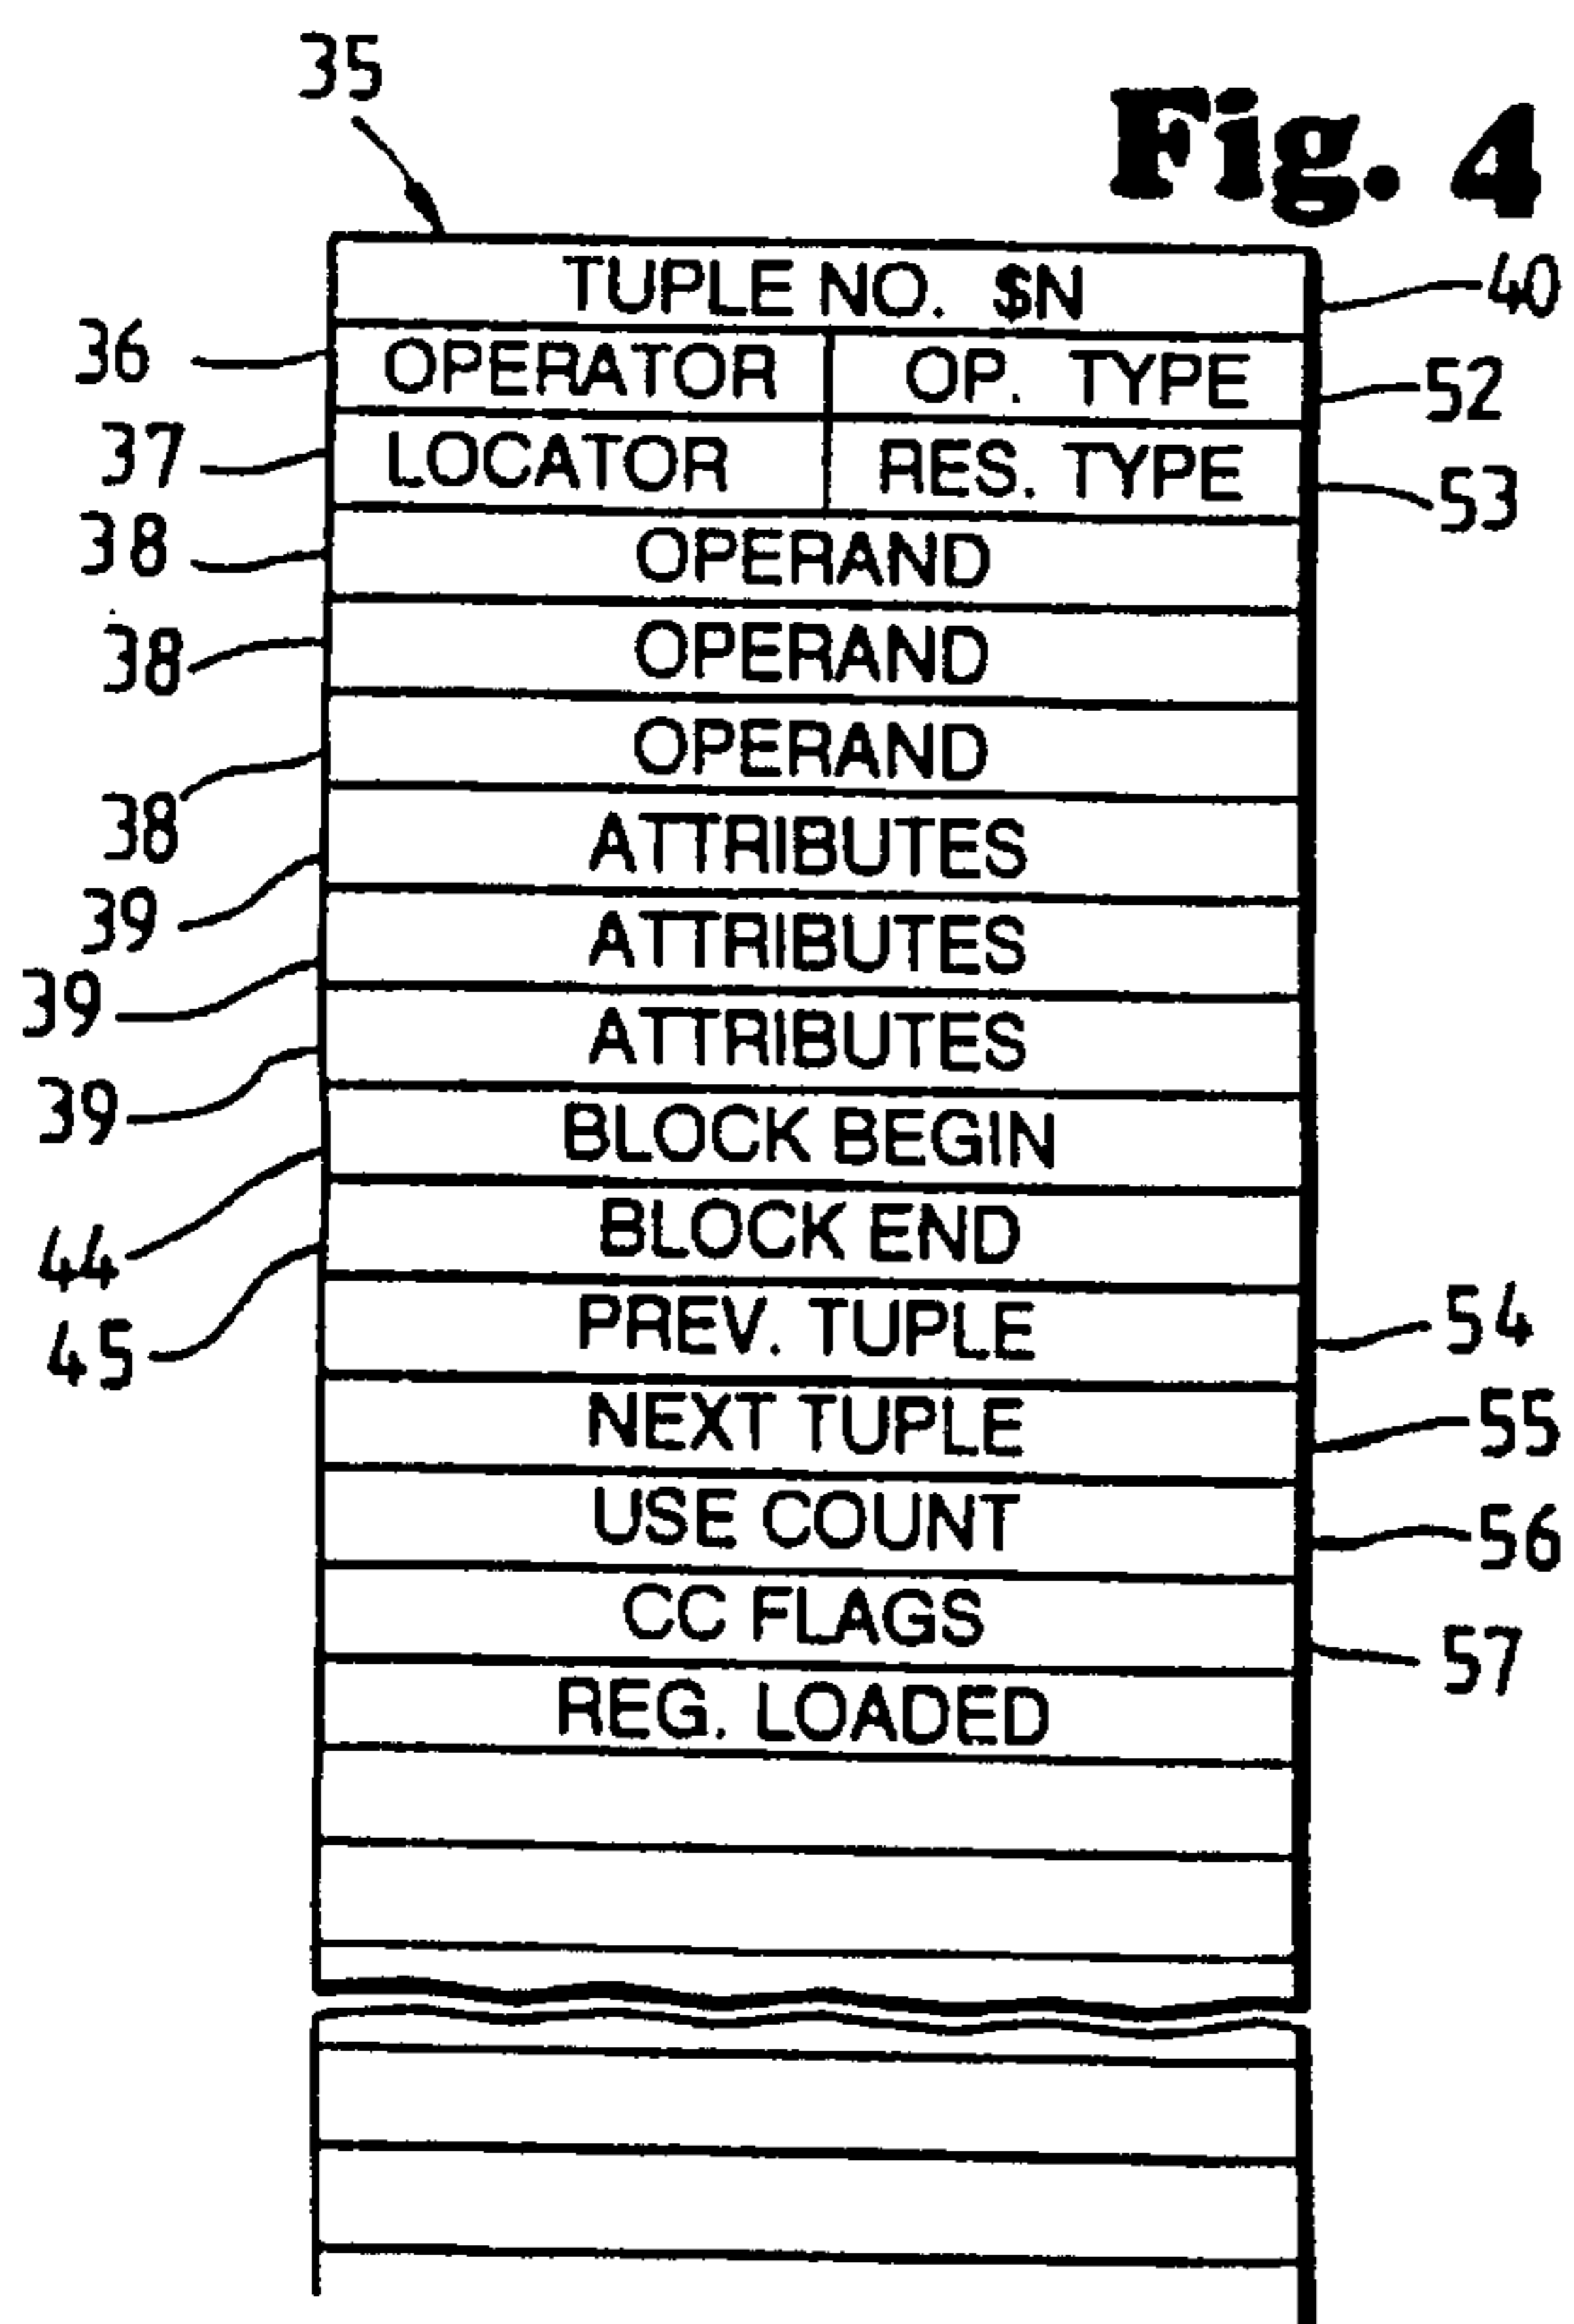 35
Fig. 4
TUPLE NO. $N
40
36
OPERATOR
OP. TYPE
52
37
LOCATOR
RES. TYPE
53
38
OPERAND
38
OPERAND
38
OPERAND
39
ATTRIBUTES
39
ATTRIBUTES
39
ATTRIBUTES
44
BLOCK BEGIN
45
BLOCK END
PREV. TUPLE
54
NEXT TUPLE
55
USE COUNT
56
CC FLAGS
57
REG. LOADED